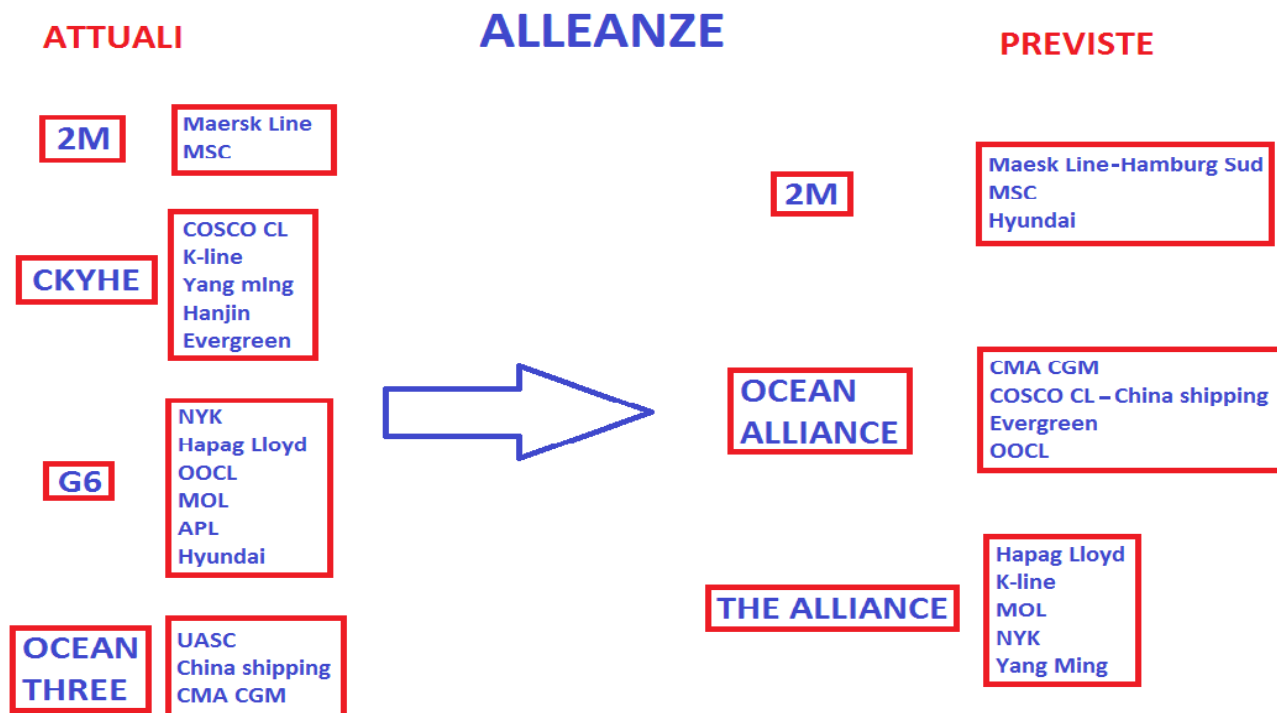 ATTUALI
ALLEANZE
PREVISTE
2M
Maersk Line
MSC
CKYHE
COSCO CL
K-line
Yang mIng
Hanjin
Evergreen
G6
NYK
Hapag Lloyd
OOCL
MOL
APL
Hyundai
OCEAN
THREE
UASC
China shipping
CMA CGM
2M
Maesk Line-Hamburg Sud
MSC
Hyundai
OCEAN
ALLIANCE
CMA CGM
COSCO CL – China shipping
Evergreen
OOCL
THE ALLIANCE
Hapag Lloyd
K-line
MOL
NYK
Yang Ming